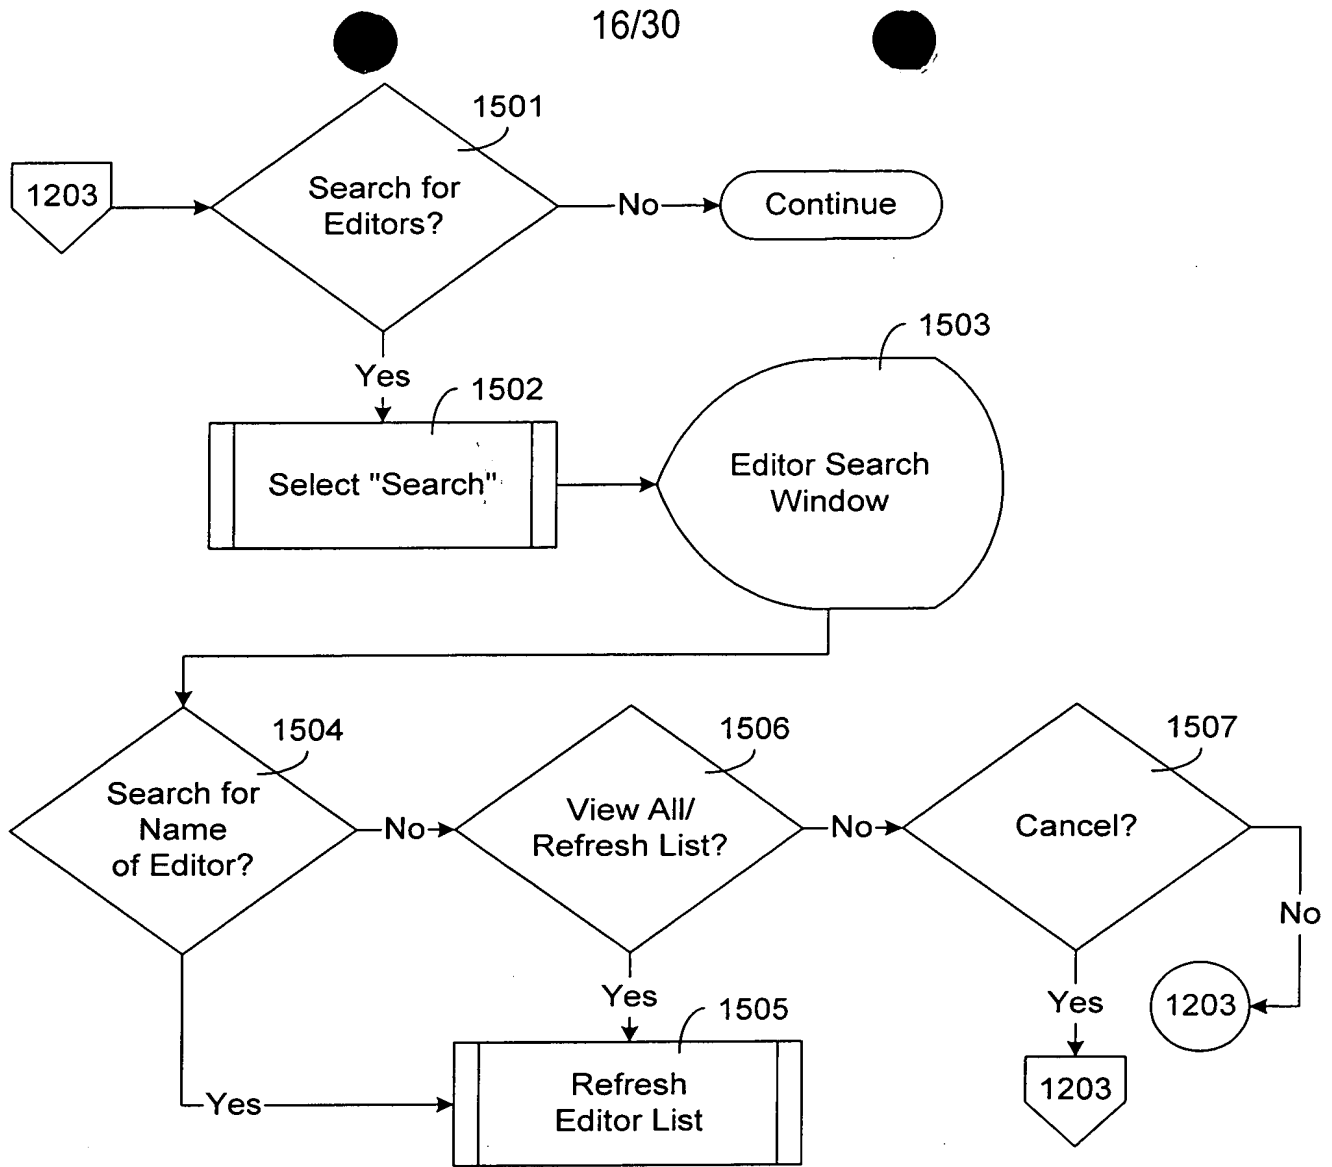 16/30
1501
1203
Search for
Editors?
No
Continue
Yes
1502
1503
Select "Search"
Editor Search
Window
1504
1506
1507
Search for
Name
of Editor?
No
View All/
Refresh List?
No
Cancel?
No
Yes
1505
Yes
1203
Yes
Refresh
Editor List
1203